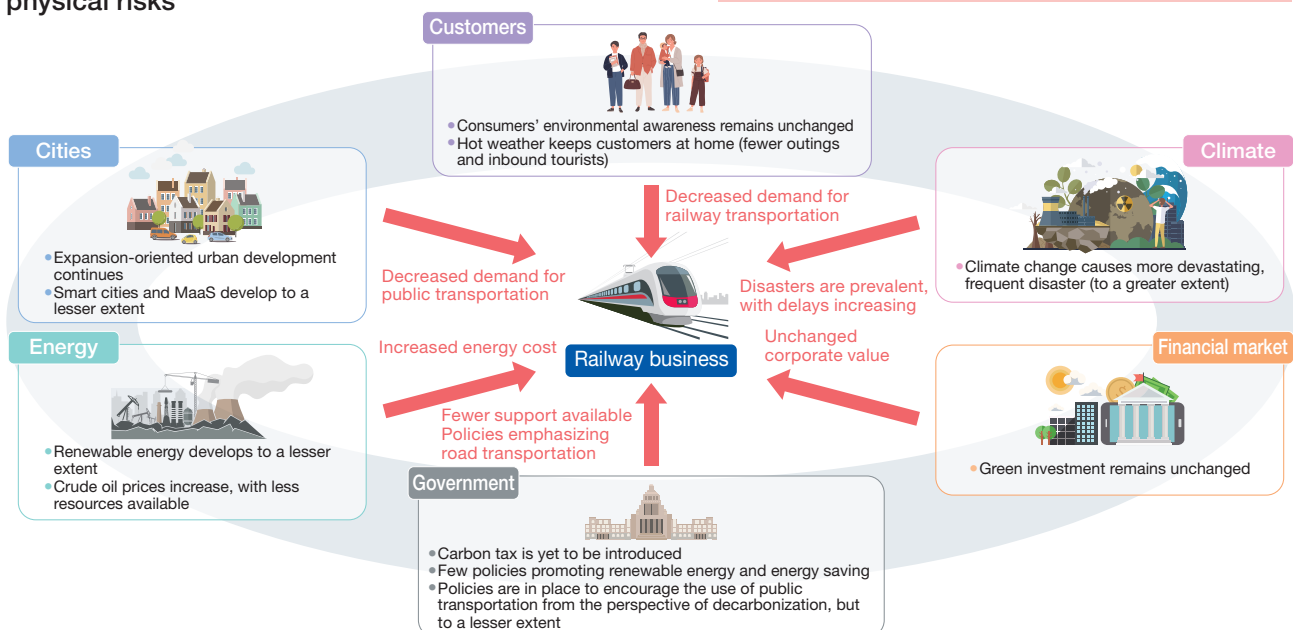 physical risks
Customers
• Consumers' environmental awareness remains unchanged
• Hot weather keeps customers at home (fewer outings
and inbound tourists)
Cities
• Expansion-oriented urban development
continues
• Smart cities and MaaS develop to a
lesser extent
Climate
• Climate change causes more devastating,
frequent disaster (to a greater extent)
Decreased demand for
railway transportation
Decreased demand for
public transportation
Disasters are prevalent,
with delays increasing
Energy
• Renewable energy develops to a lesser
extent
• Crude oil prices increase, with less
resources available
Increased energy cost
Railway business
Unchanged
corporate value
Financial market
• Green investment remains unchanged
Fewer support available
Policies emphasizing
road transportation
Government
• Carbon tax is yet to be introduced
• Few policies promoting renewable energy and energy saving
• Policies are in place to encourage the use of public
transportation from the perspective of decarbonization, but
to a lesser extent